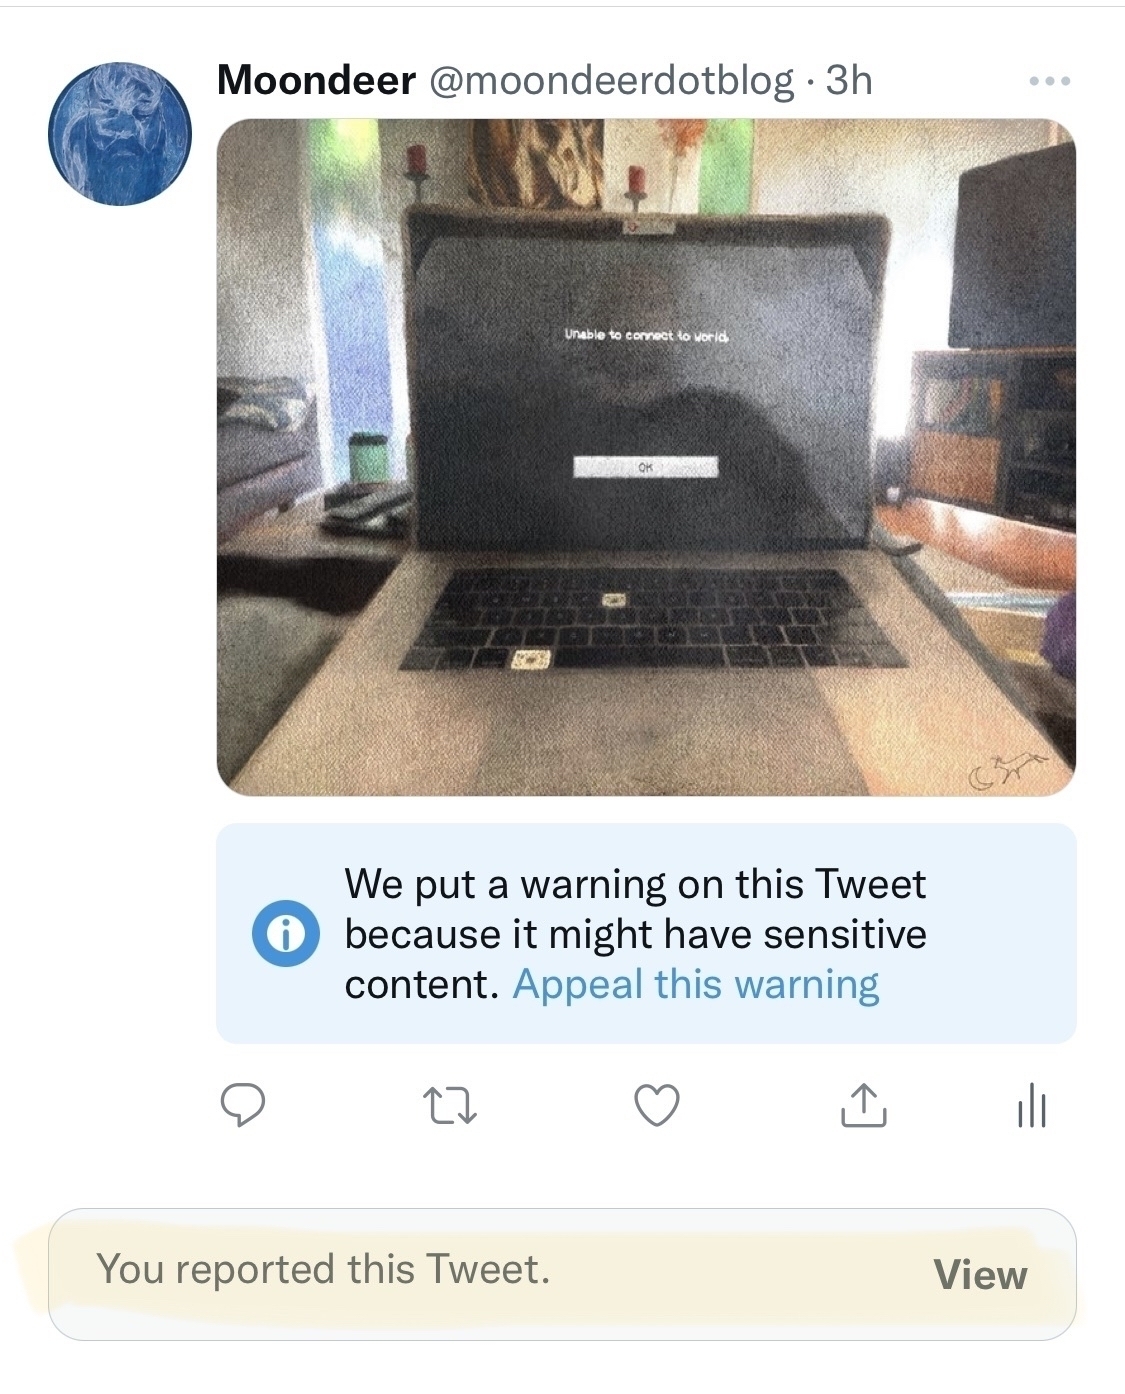 Moondeer @moondeerdotblog · 3h
Unable to connect to world
OK
We put a warning on this Tweet
because it might have sensitive
content. Appeal this warning
You reported this Tweet.
View